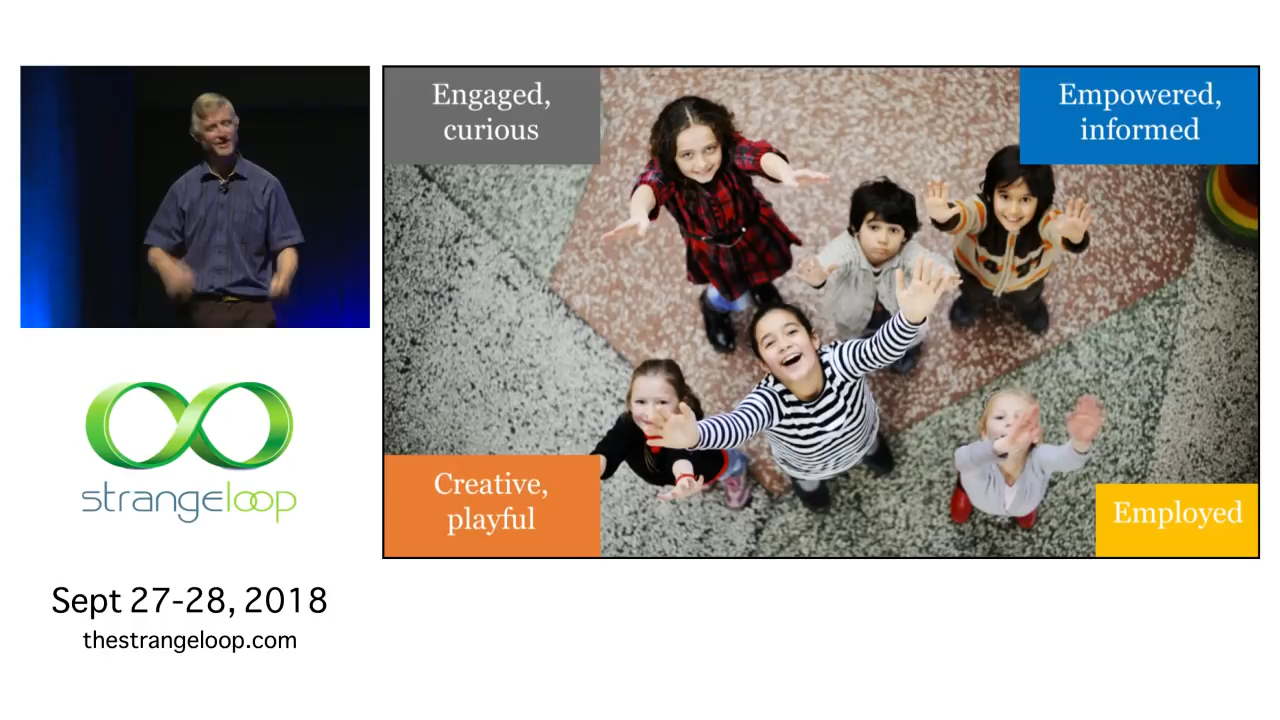 Engaged,
curious
Empowered,
informed
Creative,
playful
Employed
strangeloop
Sept 27-28, 2018
thestrangeloop.com